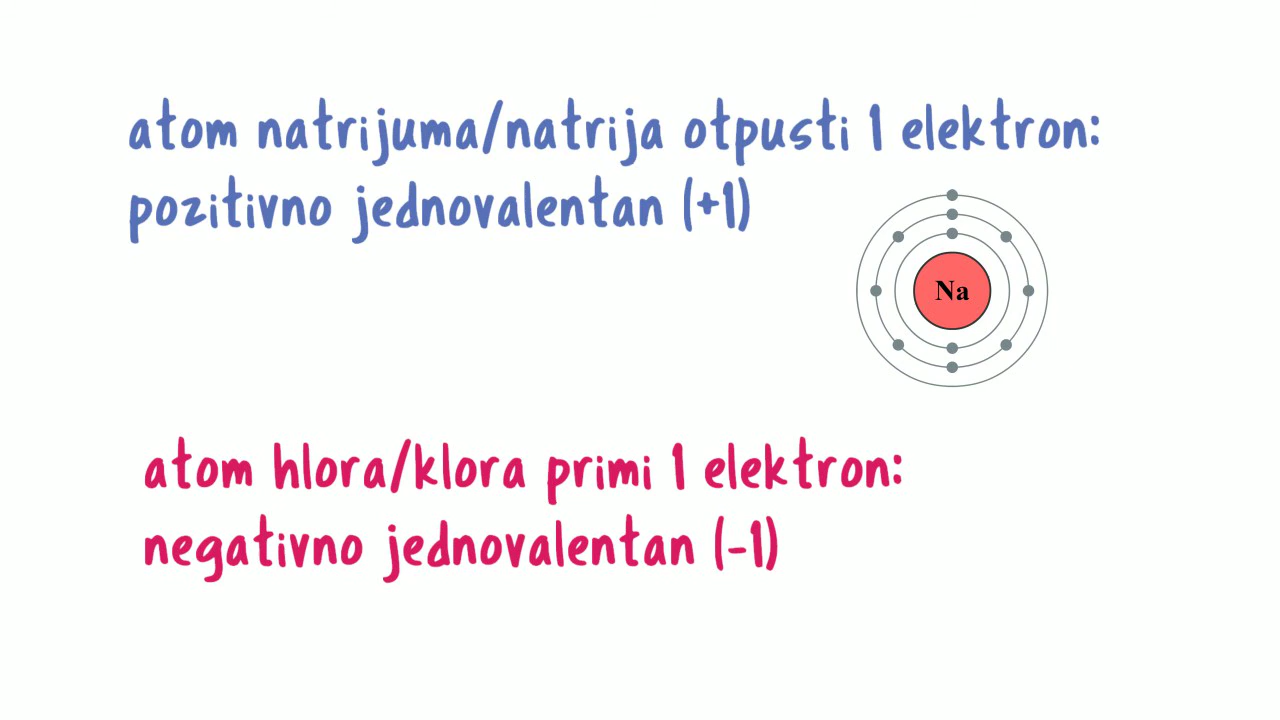 atom natrijuma/natrija otpusti 1 elektron:
pozitivno jednovalentan (+1)
Na
atom hlora/klora primi 1 elektron:
negativno jednovalentan (-1)